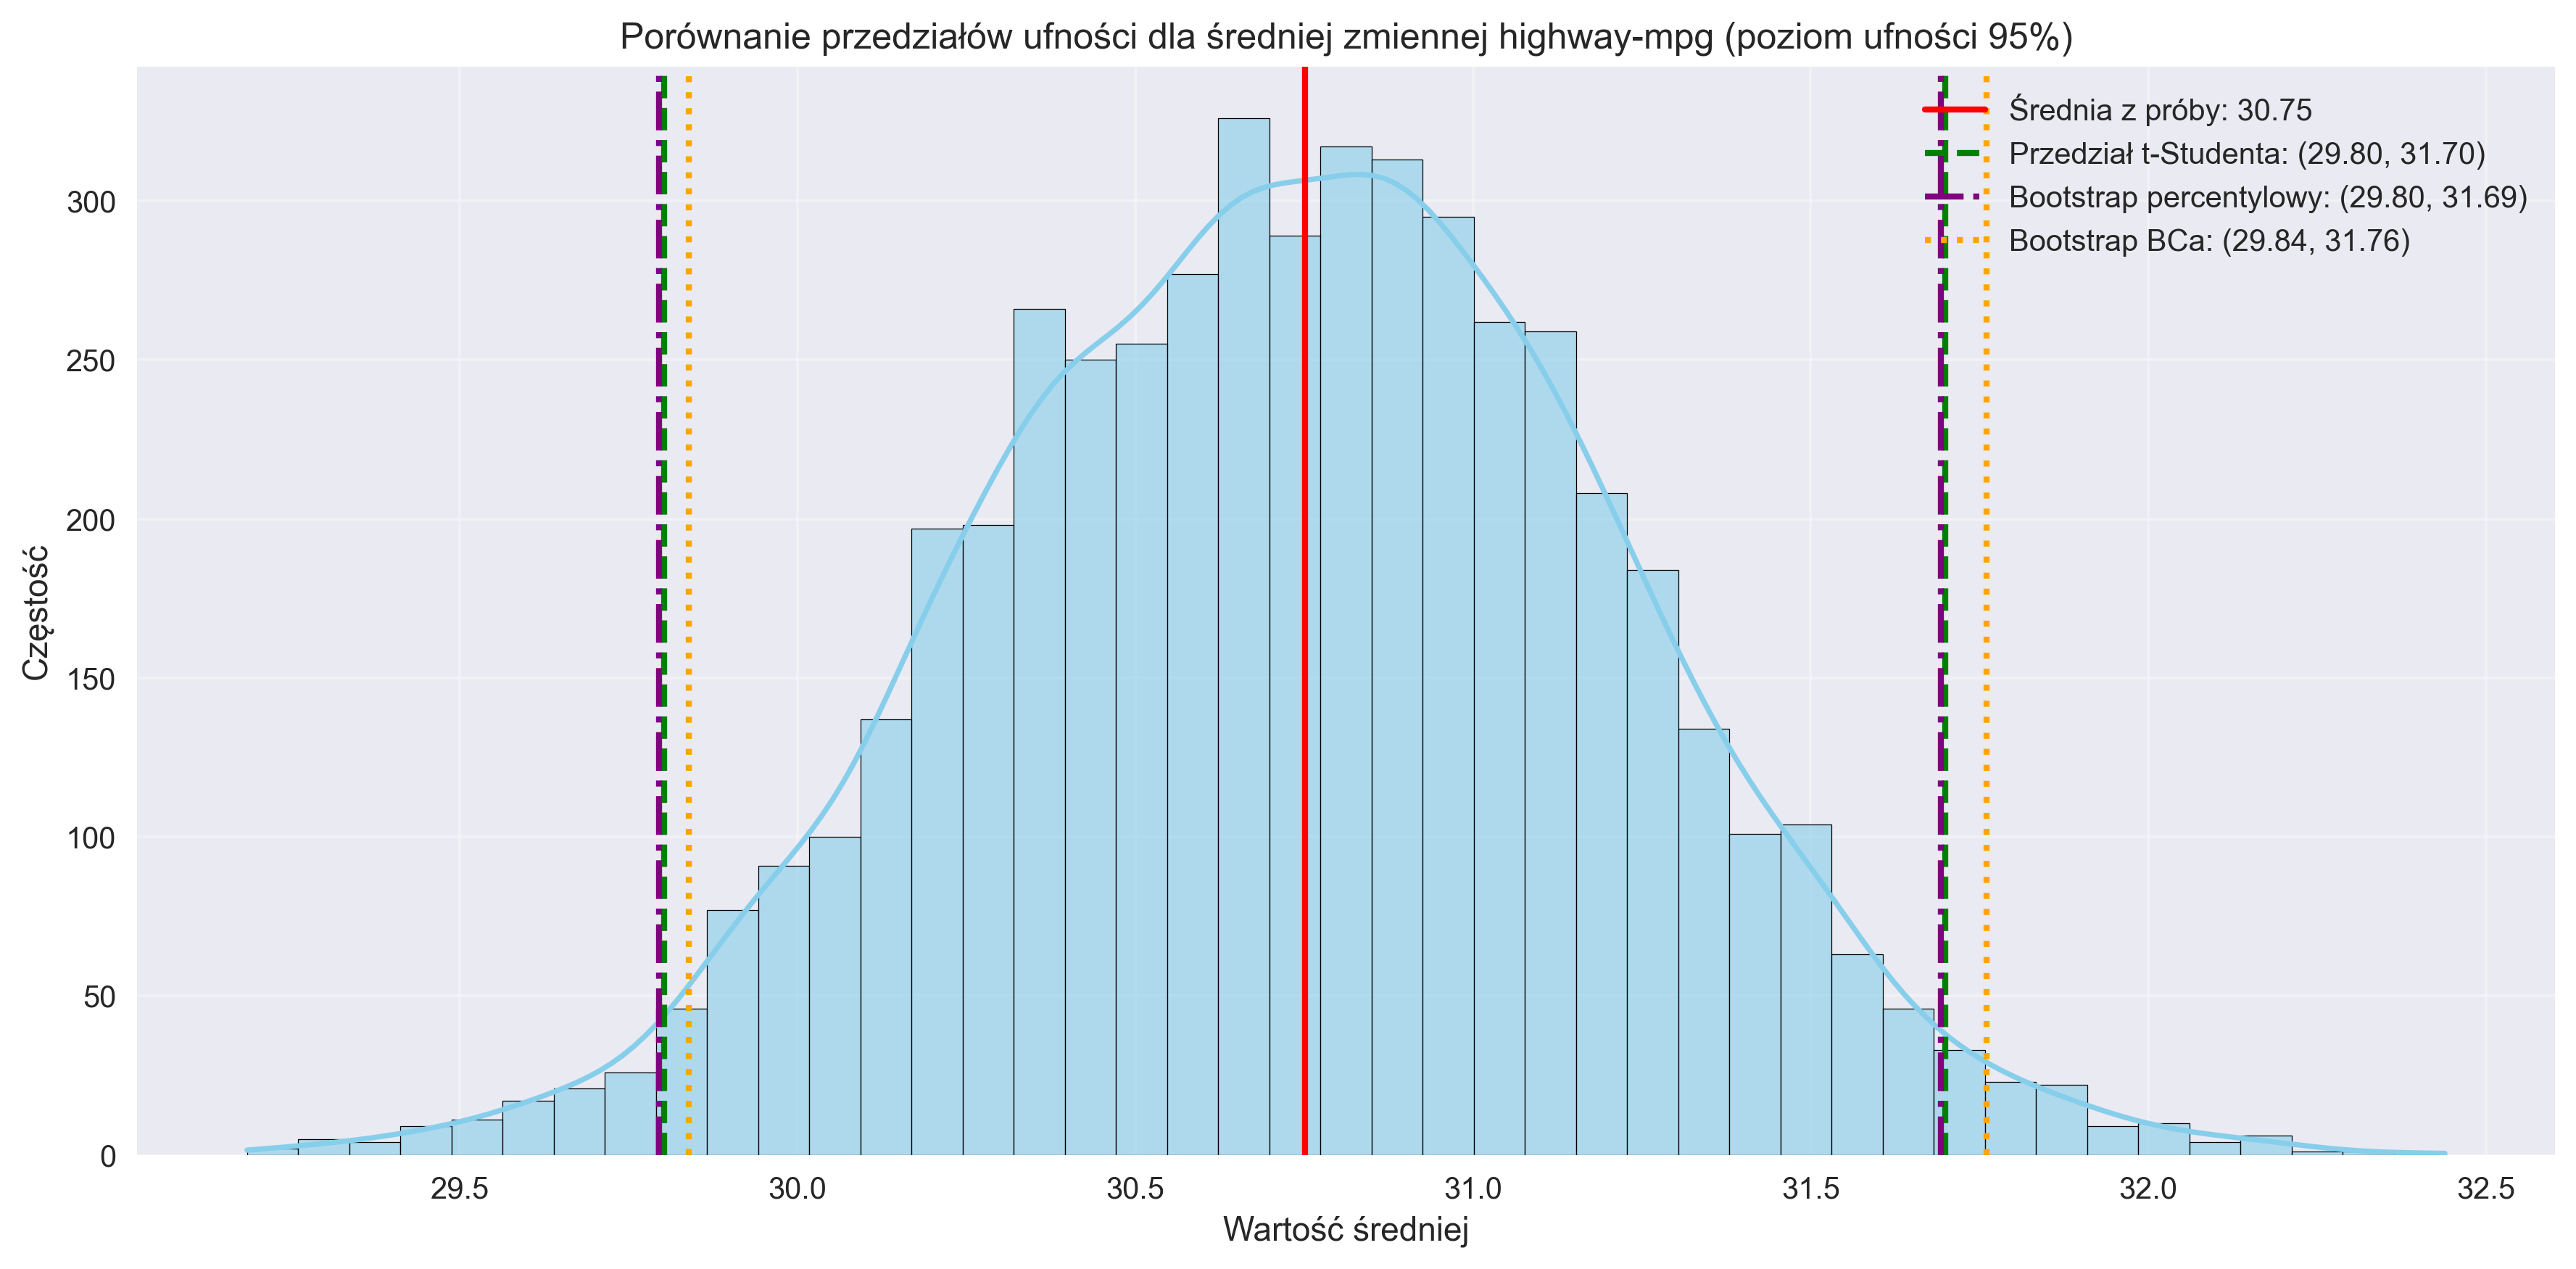 Porównanie przedziałów ufności dla średniej zmiennej highway-mpg (poziom ufności 95%)
Średnia z próby: 30.75
Przedział t-Studenta: (29.80, 31.70)
Bootstrap percentylowy: (29.80, 31.69)
Bootstrap BCa: (29.84, 31.76)
Częstość
300
250
200
150
100
50
0
29.5 30.0 30.5 31.0 31.5 32.0 32.5
Wartość średniej